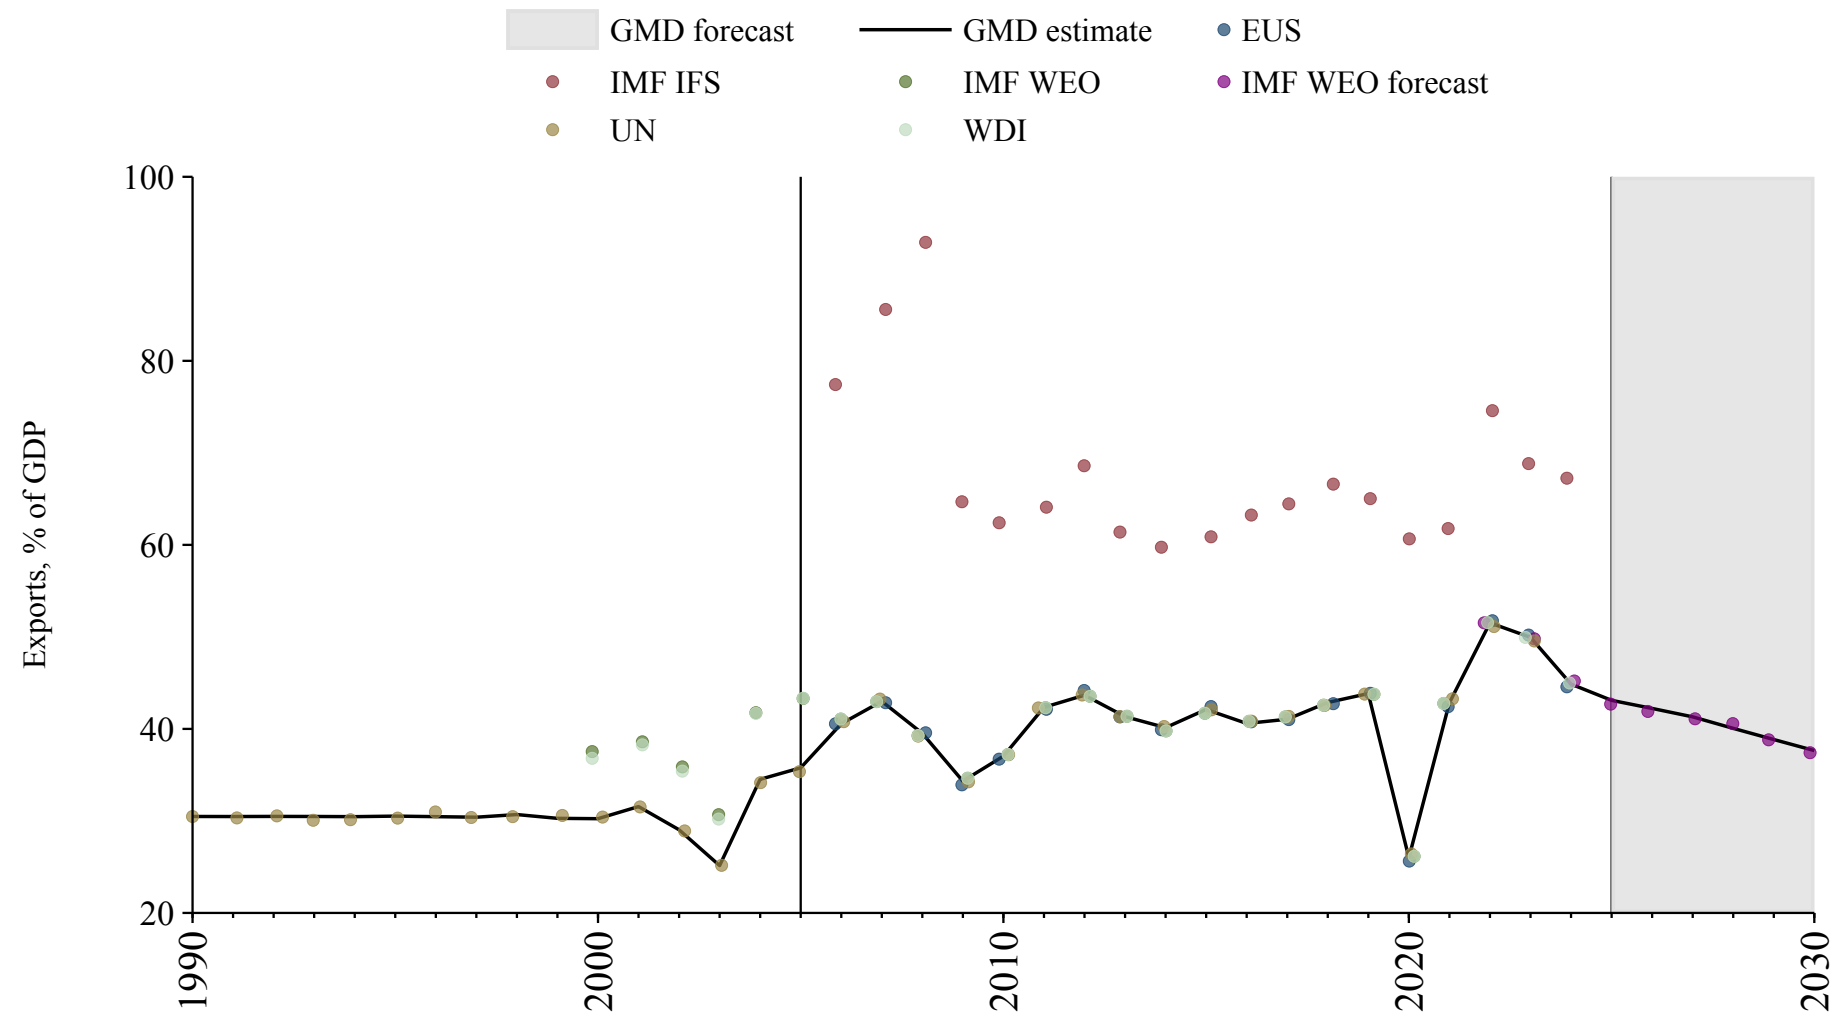 GMD forecast GMD estimate EUS
IMF IFS IMF WEO IMF WEO forecast
UN WDI
Exports, % of GDP
100
80
60
40
20
1990 2000 2010 2020 2030